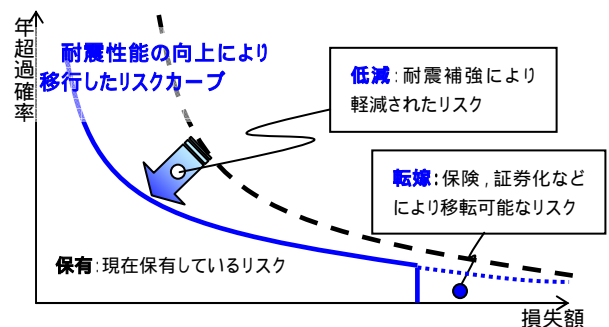 年超過確率
耐震性能の向上により
移行したリスクカーブ
低減:耐震補強により
軽減されたリスク
転嫁:保険,証券化など
により移転可能なリスク
保有:現在保有しているリスク
損失額